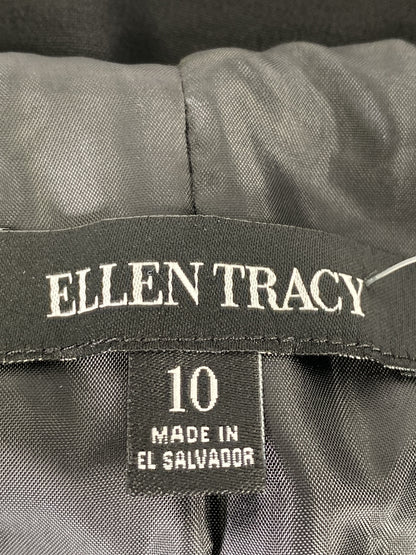 ELLEN TRACY
10
MADE IN
EL SALVADOR